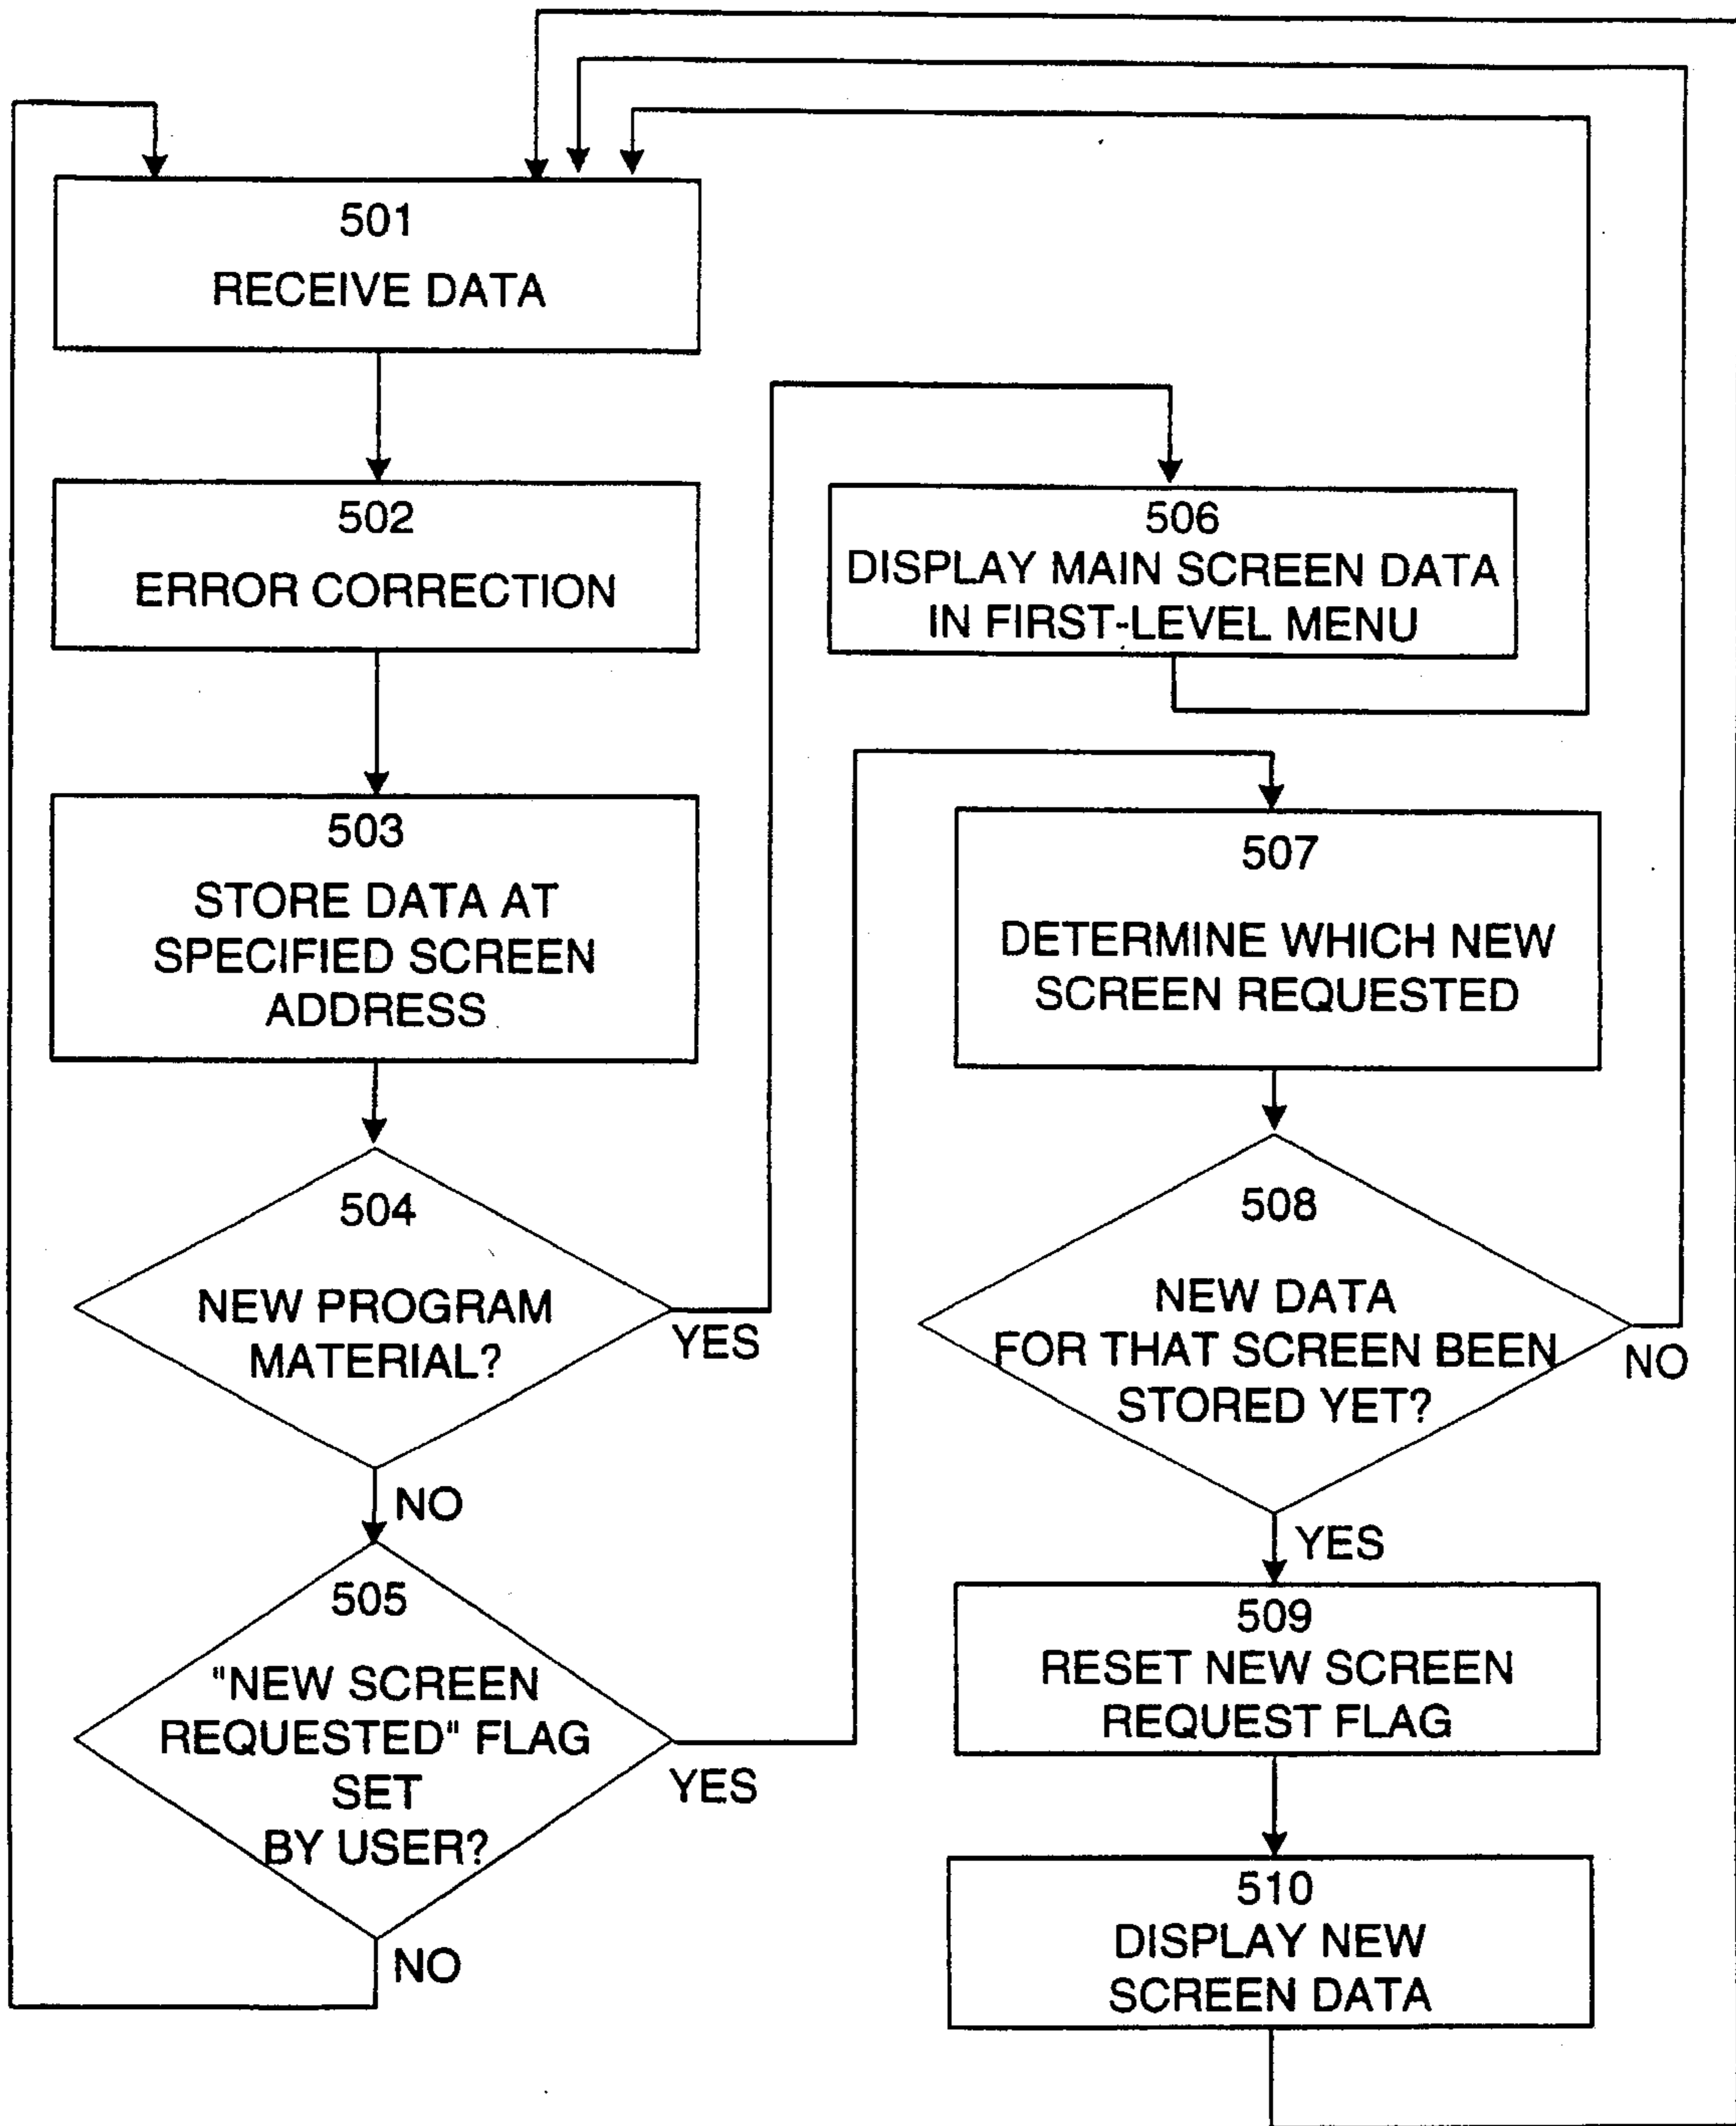 501
RECEIVE DATA
502
ERROR CORRECTION
503
STORE DATA AT
SPECIFIED SCREEN
ADDRESS
504
NEW PROGRAM
MATERIAL?
YES
NO
505
"NEW SCREEN
REQUESTED" FLAG
SET
BY USER?
YES
NO
506
DISPLAY MAIN SCREEN DATA
IN FIRST-LEVEL MENU
507
DETERMINE WHICH NEW
SCREEN REQUESTED
508
NEW DATA
FOR THAT SCREEN BEEN
STORED YET?
NO
YES
509
RESET NEW SCREEN
REQUEST FLAG
510
DISPLAY NEW
SCREEN DATA